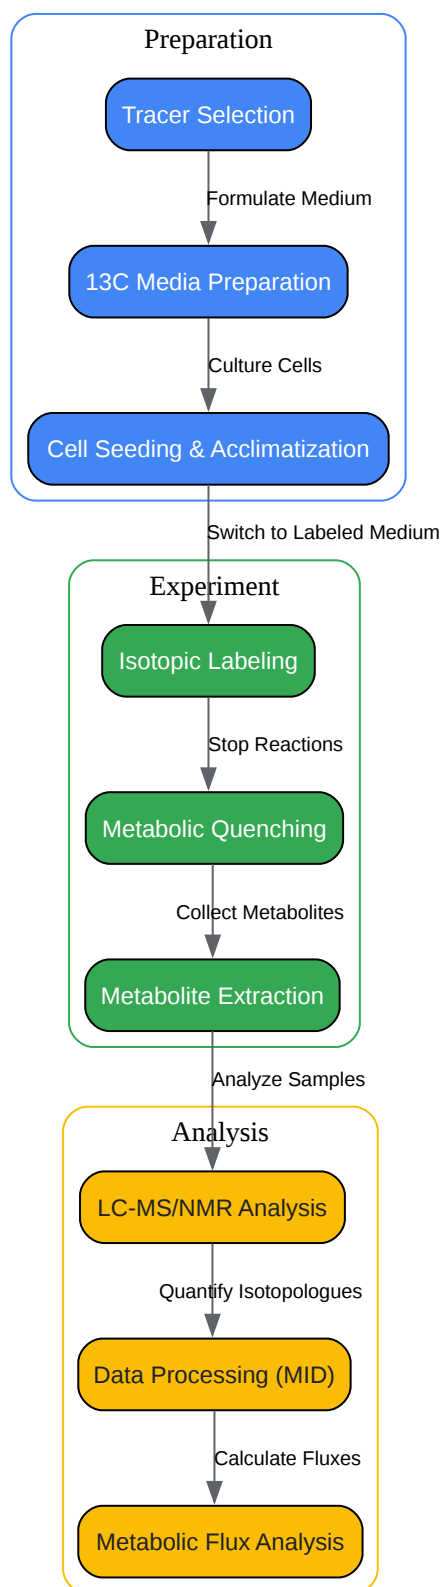 Preparation
Tracer Selection
Formulate Medium
13C Media Preparation
Culture Cells
Cell Seeding & Acclimatization
Switch to Labeled Medium
Experiment
Isotopic Labeling
Stop Reactions
Metabolic Quenching
Collect Metabolites
Metabolite Extraction
Analyze Samples
Analysis
LC-MS/NMR Analysis
Quantify Isotopologues
Data Processing (MID)
Calculate Fluxes
Metabolic Flux Analysis